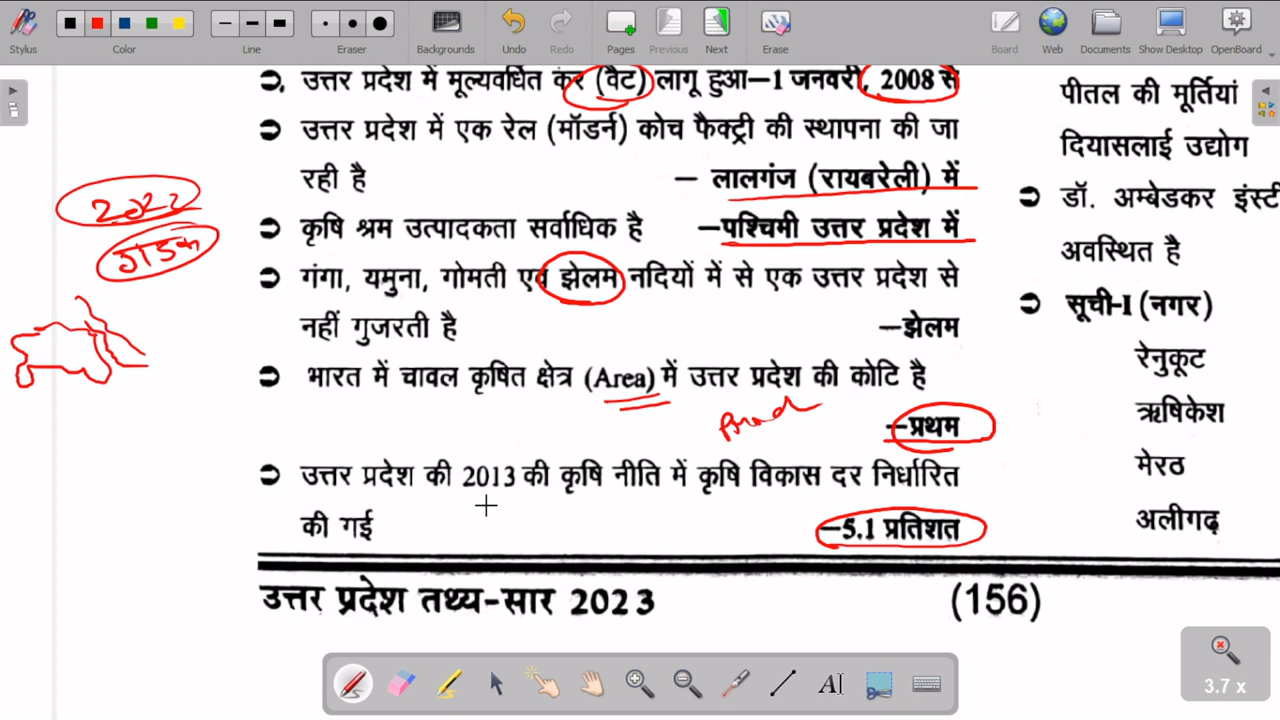 Stylus
Color
Line
Eraser
Backgrounds
Undo
Redo
Pages
Previous
Next
Erase
Board
Web
Documents
Show Desktop
OpenBoard
उत्तर प्रदेश में मूल्यवर्धित कर (वैट) लागू हुआ–1 जनवरी, 2008 से
उत्तर प्रदेश में एक रेल (मॉडर्न) कोच फैक्ट्री की स्थापना की जा
रही है – लालगंज (रायबरेली) में
कृषि श्रम उत्पादकता सर्वाधिक है –पश्चिमी उत्तर प्रदेश में
गंगा, यमुना, गोमती एवं झेलम नदियों में से एक उत्तर प्रदेश से
नहीं गुजरती है –झेलम
भारत में चावल कृषित क्षेत्र (Area) में उत्तर प्रदेश की कोटि है
–प्रथम
उत्तर प्रदेश की 2013 की कृषि नीति में कृषि विकास दर निर्धारित
की गई –5.1 प्रतिशत
उत्तर प्रदेश तथ्य-सार 2023 (156)
2022
पीतल की मूर्तियां
दियासलाई उद्योग
डॉ. अम्बेडकर इंस्टी
अवस्थित है
सूची-I (नगर)
रेनुकूट
ऋषिकेश
मेरठ
अलीगढ़
3.7 x